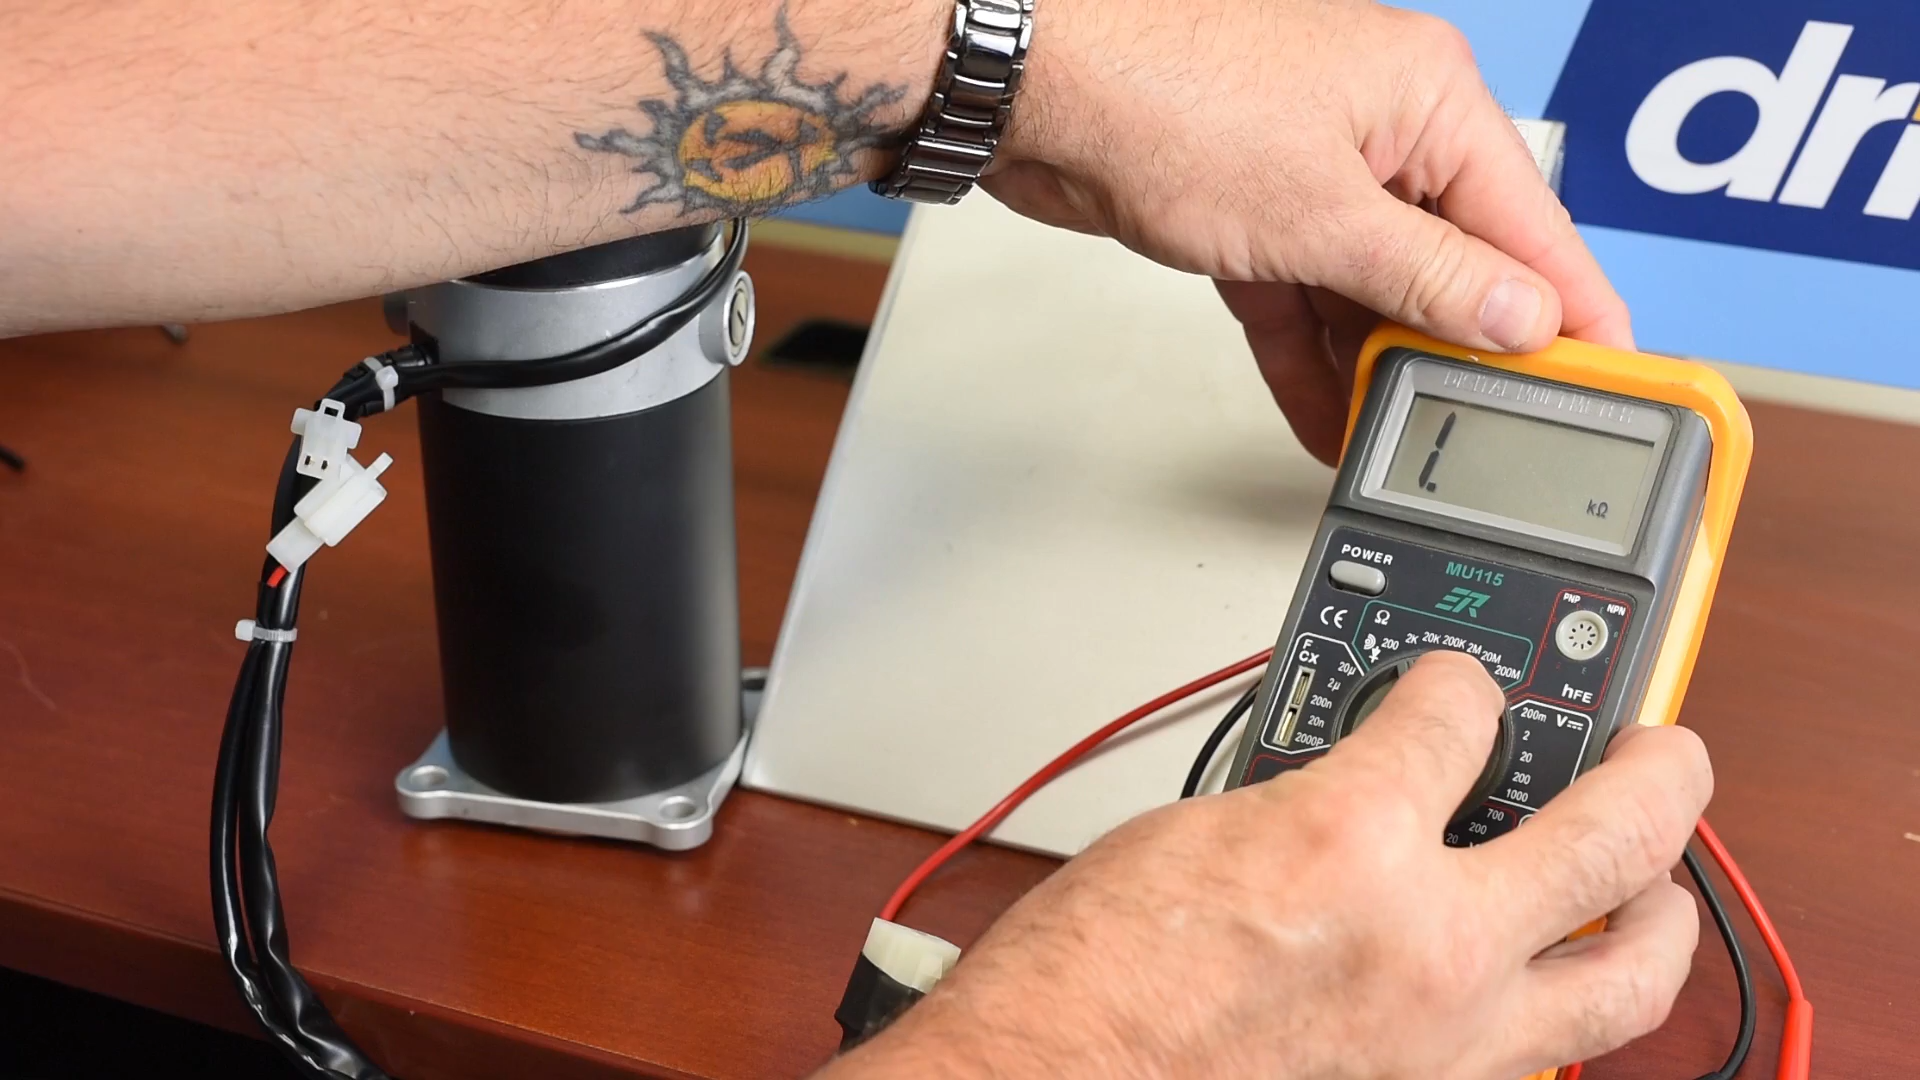 dri
DIGITAL MULTIMETER
1.
kΩ
POWER
MU115
ER
CE
Ω
200 2K 20K 200K 2M 20M 200M
PNP NPN
hFE
F
CX
20µ
2µ
200n
20n
2000P
200m V
2
20
200
1000
700
200
20